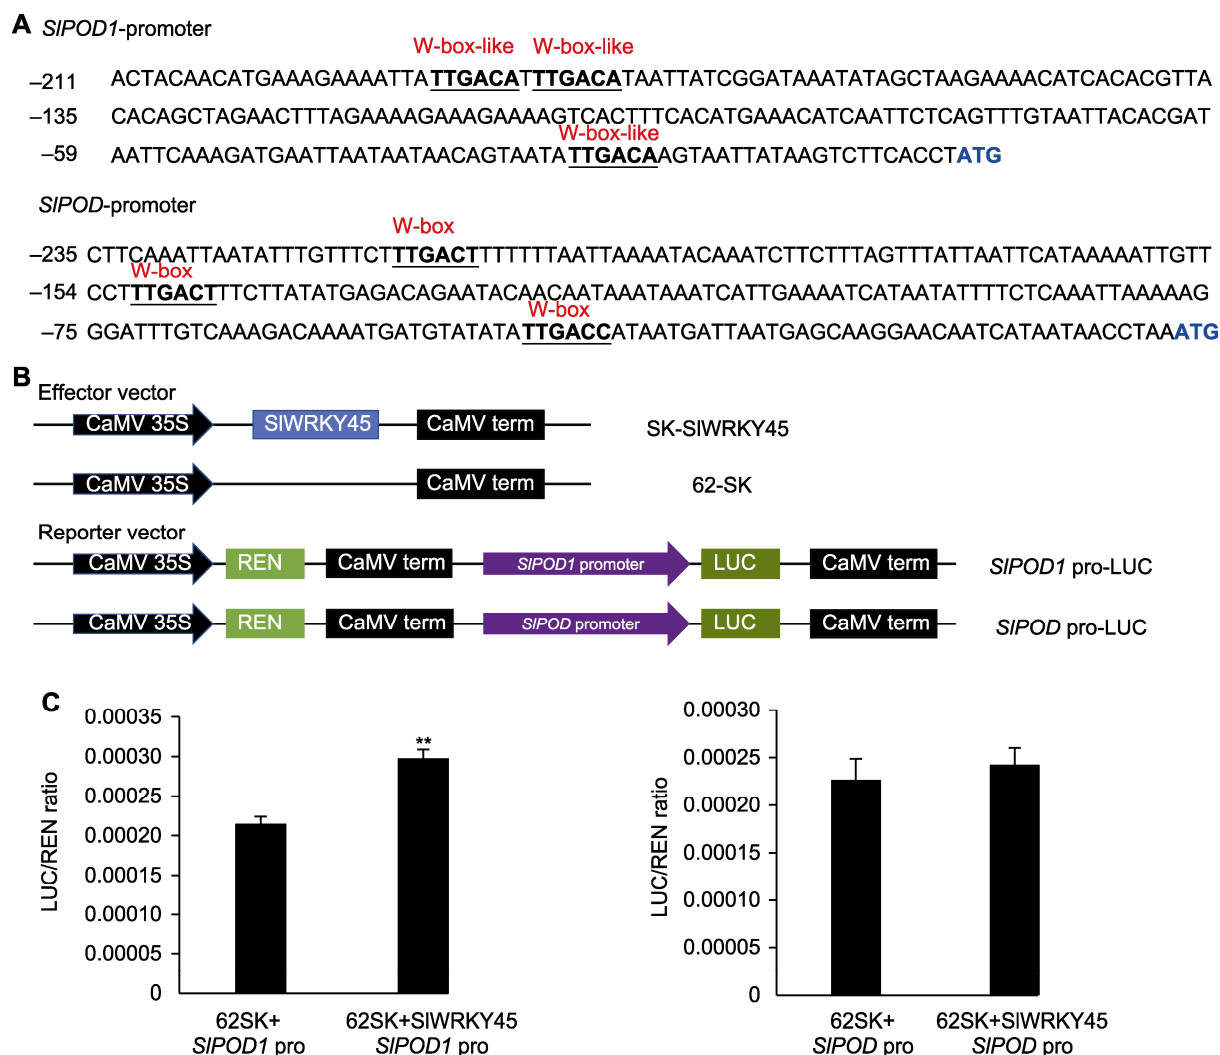 A SlPOD1-promoter
W-box-like W-box-like
–211 ACTACAACATGAAAGAAAATTATTGACATTTGACATAATTATCGGATAAATATAGCTAAGAAAACATCACACGTTA
–135 CACAGCTAGAACTTTAGAAAAGAAAGAAAAGTCACTTTCACATGAAACATCAATTCTCAGTTTGTAATTACACGAT
W-box-like
–59 AATTCAAAGATGAATTAATAATAACAGTAATATTGACAAGTAATTATAAGTCTTCACCTATG
SlPOD-promoter
W-box
–235 CTTCAAATTAATATTTGTTTCTTTGACTTTTTTTAATTAAAATACAAATCTTCTTTAGTTTATTAATTCATAAAAATTGTT
W-box
–154 CCTTTGACTTTCTTATATGAGACAGAATACAACAATAAATAAATCATTGAAAATCATAATATTTTCTCAAATTAAAAAG
W-box
–75 GGATTTGTCAAAGACAAAATGATGTATATATTGACCATAATGATTAATGAGCAAGGAACAATCATAATAACCTAAATG
B
Effector vector
CaMV 35S SlWRKY45 CaMV term SK-SlWRKY45
CaMV 35S CaMV term 62-SK
Reporter vector
CaMV 35S REN CaMV term SlPOD1 promoter LUC CaMV term SlPOD1 pro-LUC
CaMV 35S REN CaMV term SlPOD promoter LUC CaMV term SlPOD pro-LUC
C
LUC/REN ratio
0.00035
0.00030
0.00025
0.00020
0.00015
0.00010
0.00005
0
**
62SK+ 62SK+SlWRKY45
SlPOD1 pro SlPOD1 pro
LUC/REN ratio
0.00030
0.00025
0.00020
0.00015
0.00010
0.00005
0
62SK+ 62SK+SlWRKY45
SlPOD pro SlPOD pro